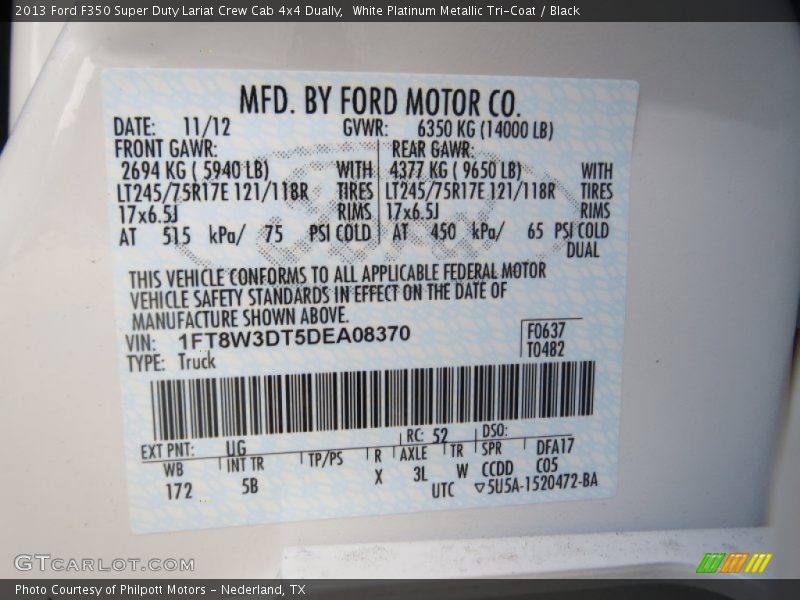 2013 Ford F350 Super Duty Lariat Crew Cab 4x4 Dually, White Platinum Metallic Tri-Coat / Black
MFD. BY FORD MOTOR CO.
DATE: 11/12 GVWR: 6350 KG (14000 LB)
FRONT GAWR: REAR GAWR:
2694 KG ( 5940 LB) WITH 4377 KG ( 9650 LB) WITH
LT245/75R17E 121/118R TIRES LT245/75R17E 121/118R TIRES
17x6.5J RIMS 17x6.5J RIMS
AT 515 kPa/ 75 PSI COLD AT 450 kPa/ 65 PSI COLD
DUAL
THIS VEHICLE CONFORMS TO ALL APPLICABLE FEDERAL MOTOR
VEHICLE SAFETY STANDARDS IN EFFECT ON THE DATE OF
MANUFACTURE SHOWN ABOVE.
VIN: 1FT8W3DT5DEA08370 F0637
TYPE: Truck T0482
EXT PNT: UG RC: 52 DSO:
WB INT TR TP/PS R AXLE TR SPR DFA17
172 5B X 3L W CCDD C05
UTC ▽5U5A-1520472-BA
GTCARLOT.COM
Photo Courtesy of Philpott Motors - Nederland, TX